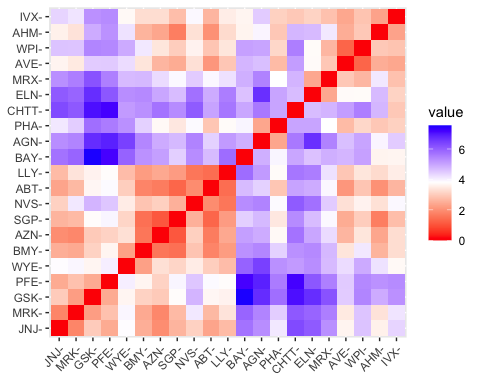 IVX-
AHM-
WPI-
AVE-
MRX-
ELN-
CHTT-
PHA-
AGN-
BAY-
LLY-
ABT-
NVS-
SGP-
AZN-
BMY-
WYE-
PFE-
GSK-
MRK-
JNJ-
JNJ- MRK- GSK- PFE- WYE- BMY- AZN- SGP- NVS- ABT- LLY- BAY- AGN- PHA- CHTT- ELN- MRX- AVE- WPI- AHM- IVX-
value
6
4
2
0